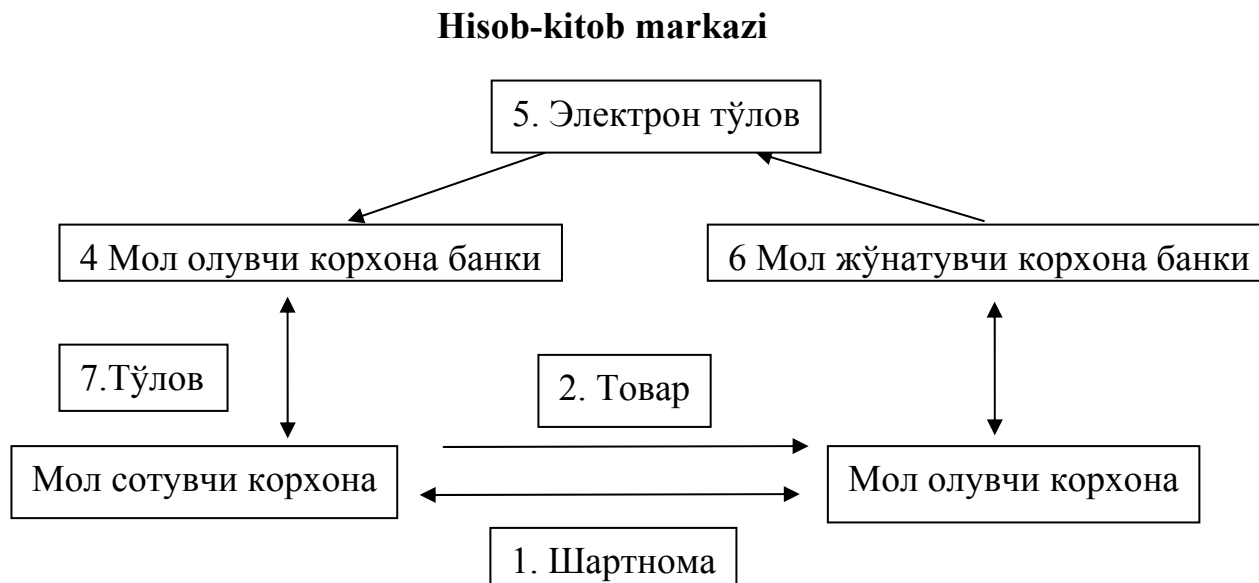 Hisob-kitob markazi
5. Электрон тўлов
4 Мол олувчи корхона банки
6 Мол жўнатувчи корхона банки
7.Тўлов
2. Товар
Мол сотувчи корхона
Мол олувчи корхона
1. Шартнома